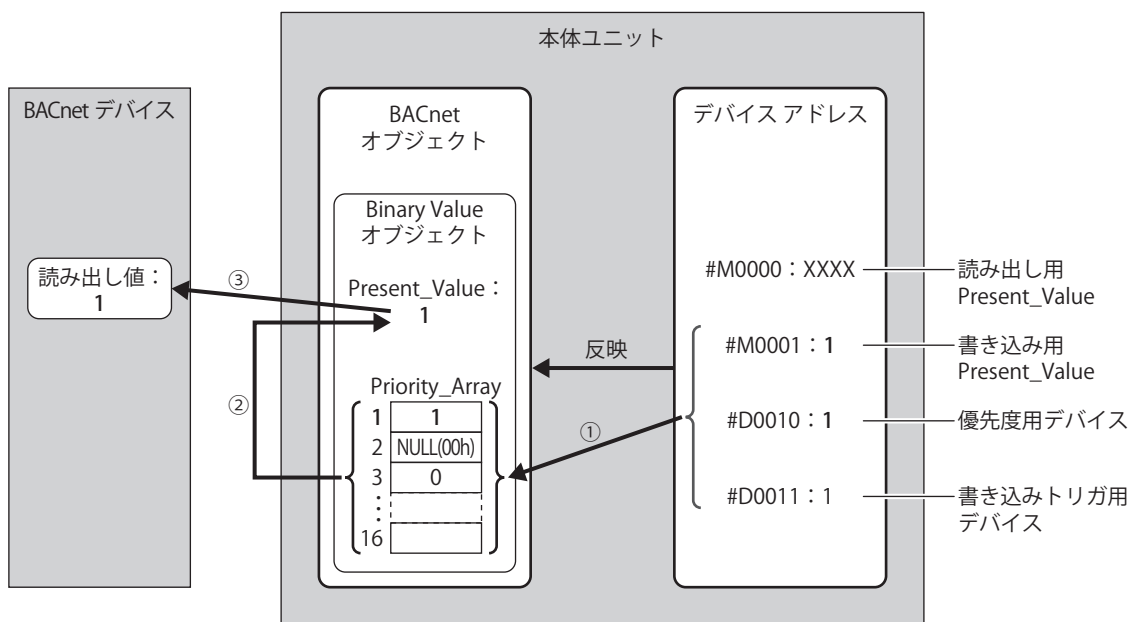 本体ユニット
BACnet デバイス
読み出し値：
1
③
②
BACnet
オブジェクト
Binary Value
オブジェクト
Present_Value：
1
Priority_Array
1 1
2 NULL(00h)
3 0
⋮
16
反映
①
デバイス アドレス
#M0000：XXXX
読み出し用
Present_Value
#M0001：1
書き込み用
Present_Value
#D0010：1
優先度用デバイス
#D0011：1
書き込みトリガ用
デバイス